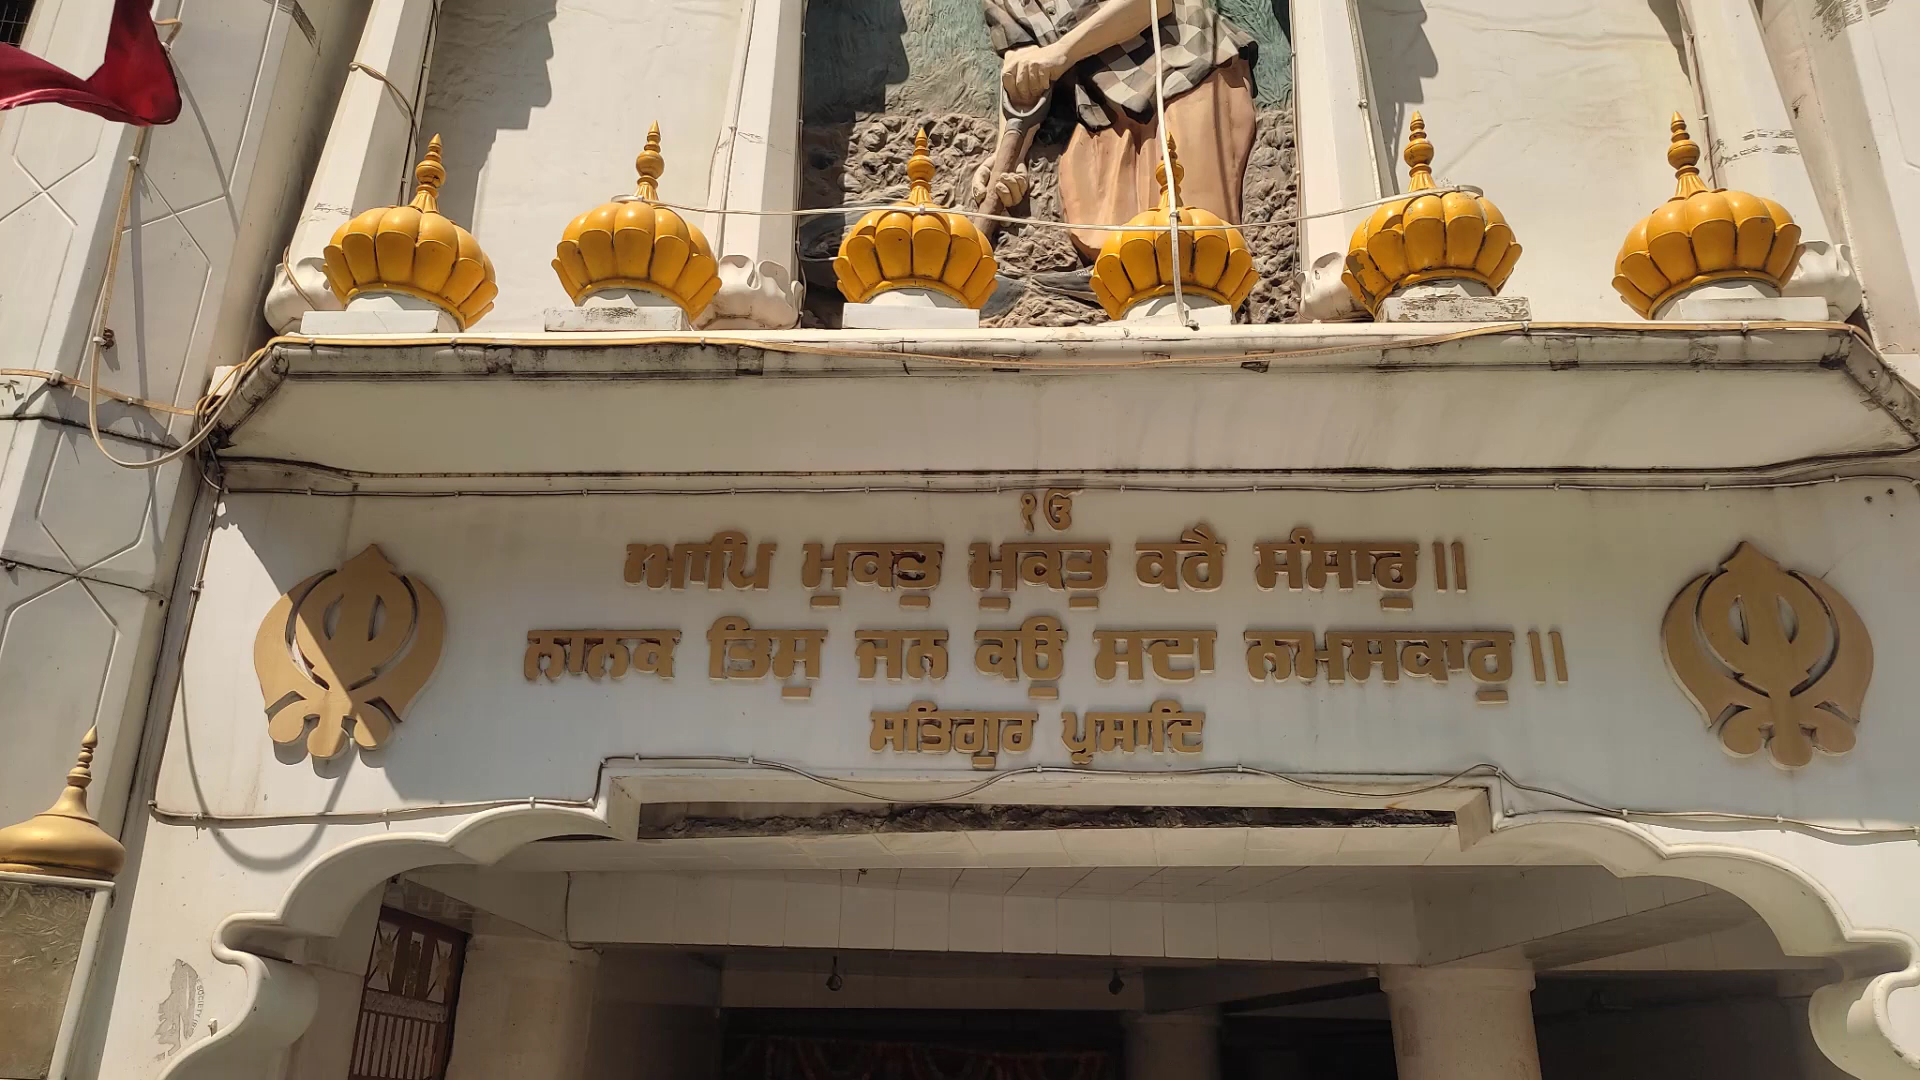 ੴ
ਆਪਿ ਮੁਕਤੁ ਮੁਕਤੁ ਕਰੈ ਸੰਸਾਰੁ॥
ਨਾਨਕ ਤਿਸੁ ਜਨ ਕਉੁ ਸਦਾ ਨਮਸਕਾਰੁ॥
ਸਤਿਗੁਰ ਪ੍ਰਸਾਦਿ